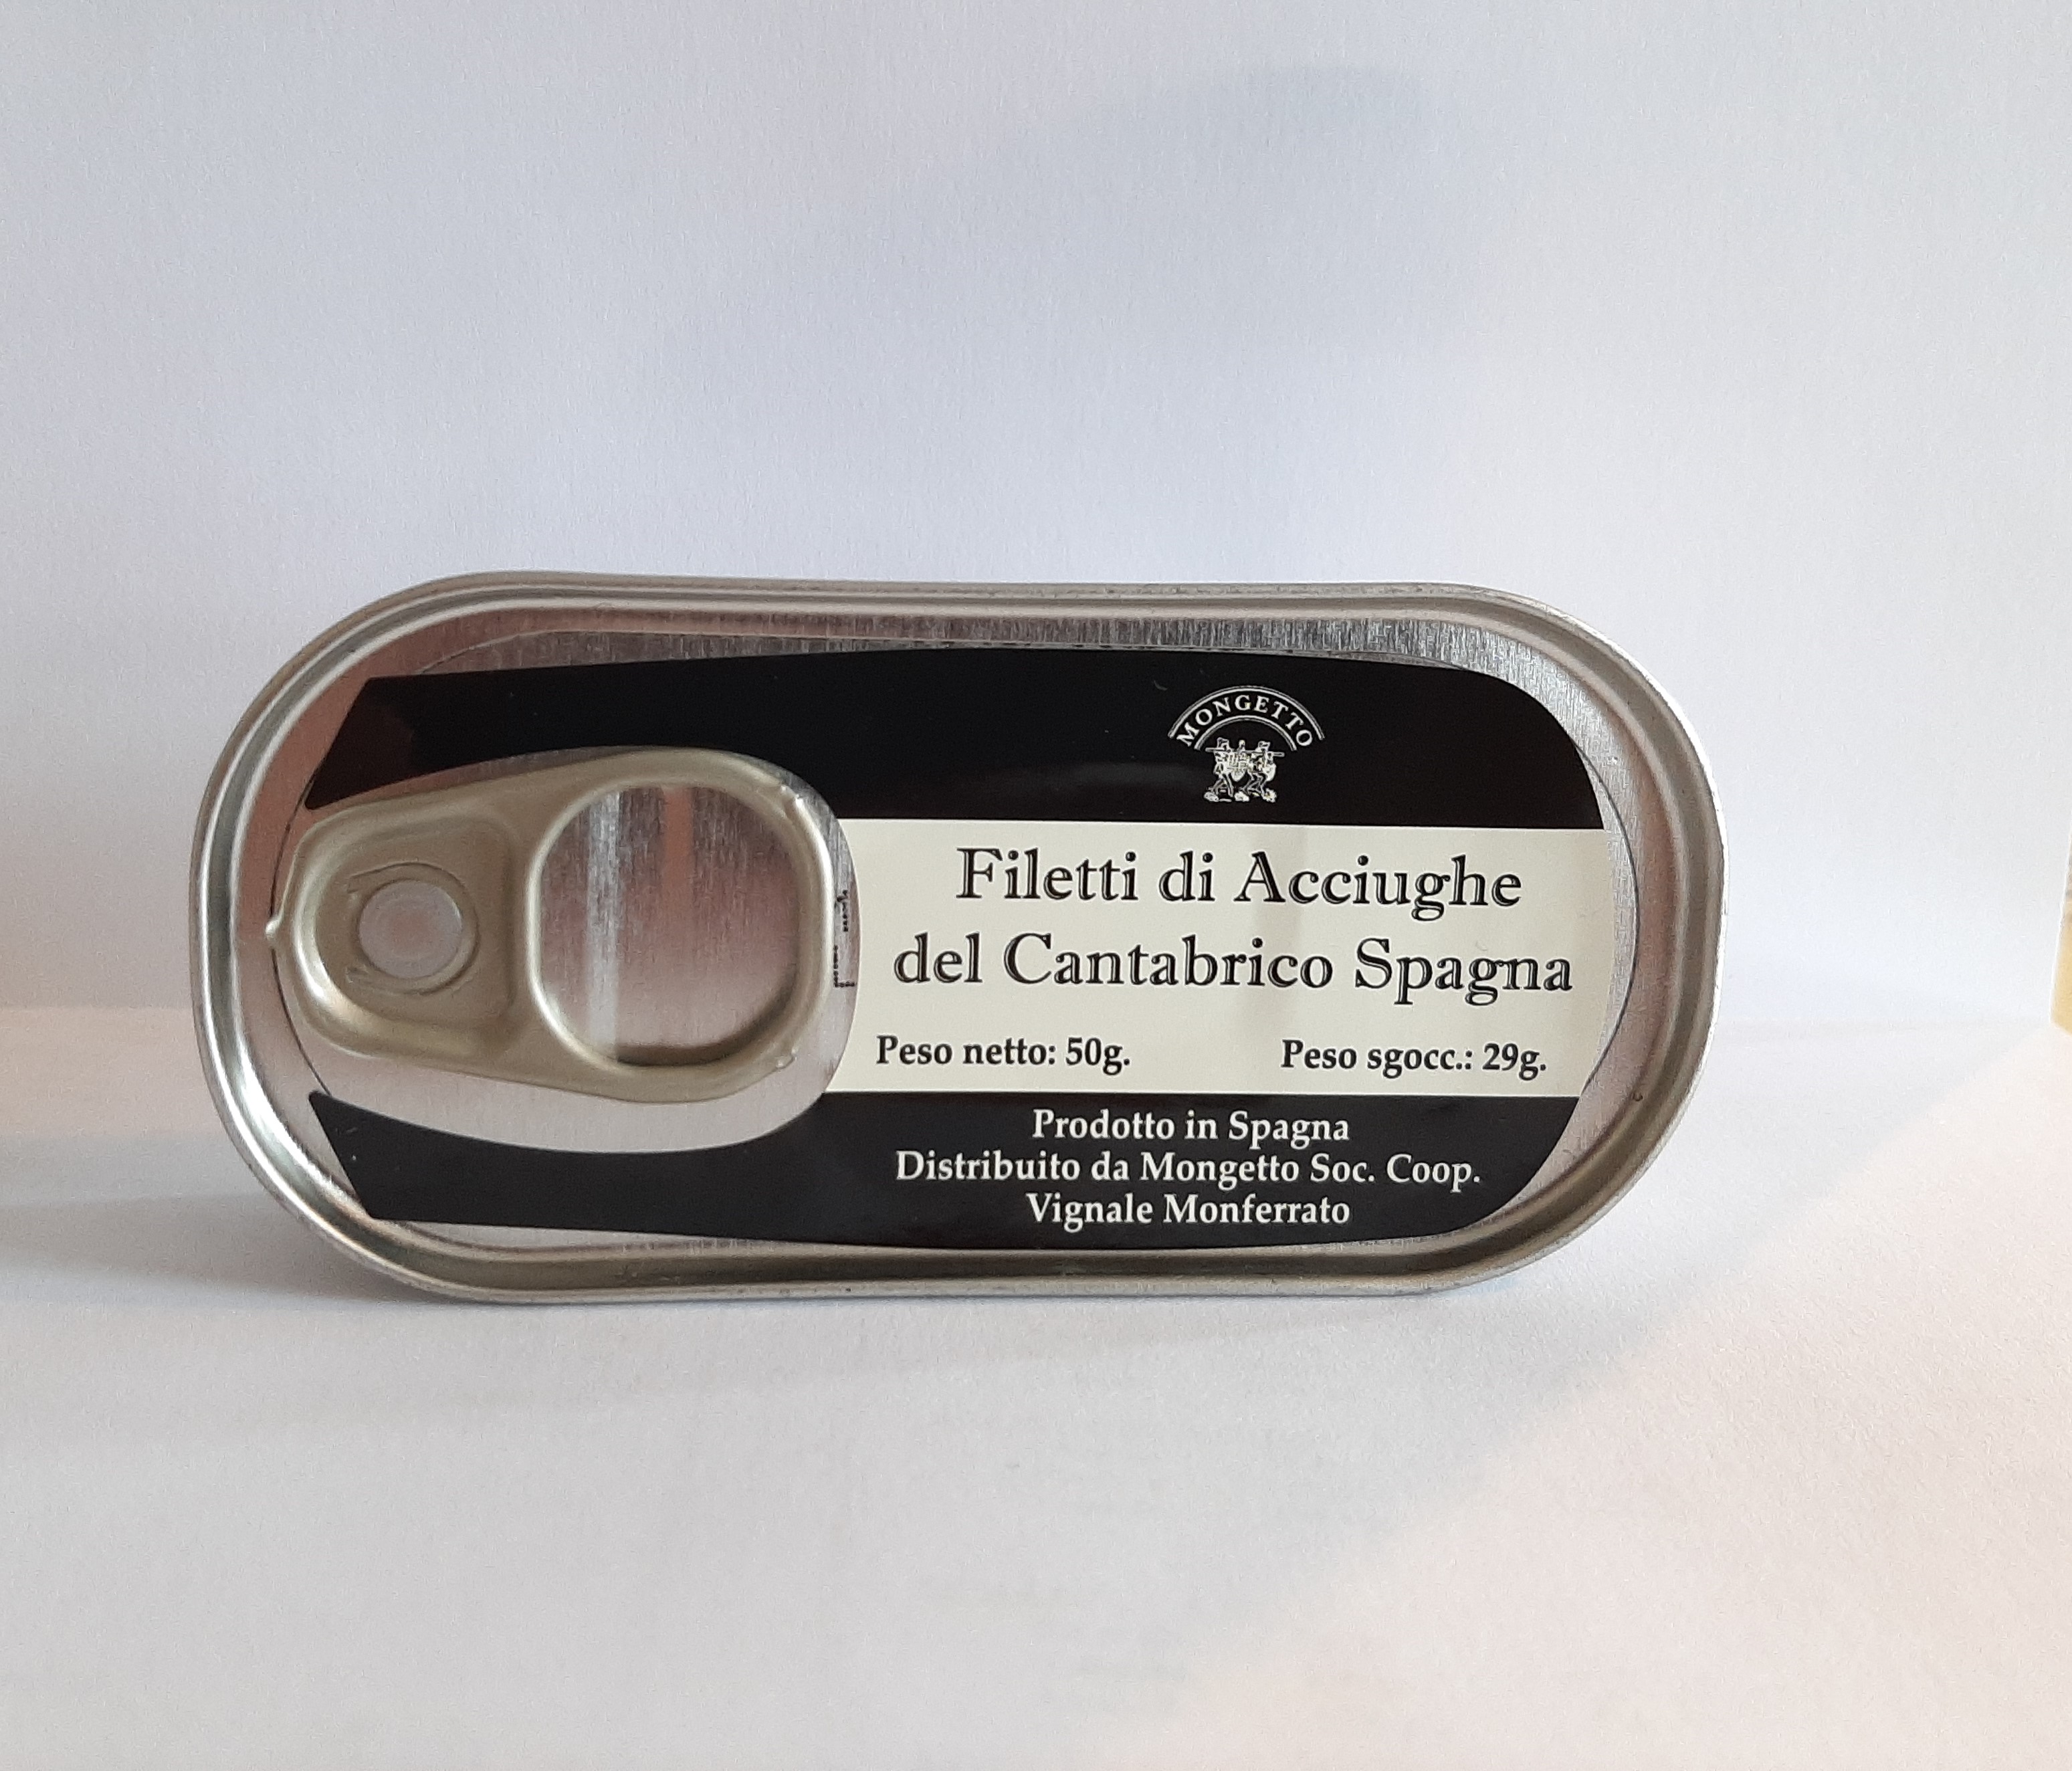 MONGETTO
Filetti di Acciughe
del Cantabrico Spagna
Peso netto: 50g. Peso sgocc.: 29g.
Prodotto in Spagna
Distribuito da Mongetto Soc. Coop.
Vignale Monferrato